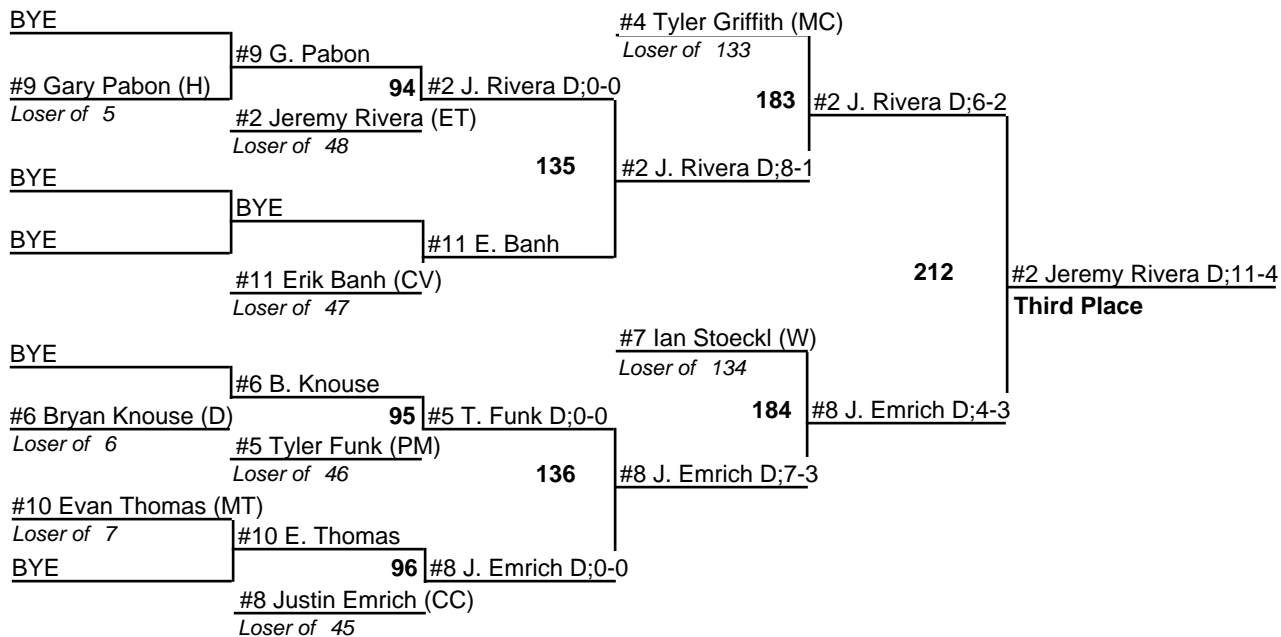 BYE
#4 Tyler Griffith (MC)
Loser of 133
#9 G. Pabon
#9 Gary Pabon (H)
Loser of 5
94
#2 J. Rivera D;0-0
183
#2 J. Rivera D;6-2
#2 Jeremy Rivera (ET)
Loser of 48
135
#2 J. Rivera D;8-1
BYE
BYE
BYE
#11 E. Banh
#11 Erik Banh (CV)
Loser of 47
212
#2 Jeremy Rivera D;11-4
Third Place
#7 Ian Stoeckl (W)
Loser of 134
BYE
#6 B. Knouse
#6 Bryan Knouse (D)
Loser of 6
95
#5 T. Funk D;0-0
184
#8 J. Emrich D;4-3
#5 Tyler Funk (PM)
Loser of 46
136
#8 J. Emrich D;7-3
#10 Evan Thomas (MT)
Loser of 7
#10 E. Thomas
BYE
96
#8 J. Emrich D;0-0
#8 Justin Emrich (CC)
Loser of 45